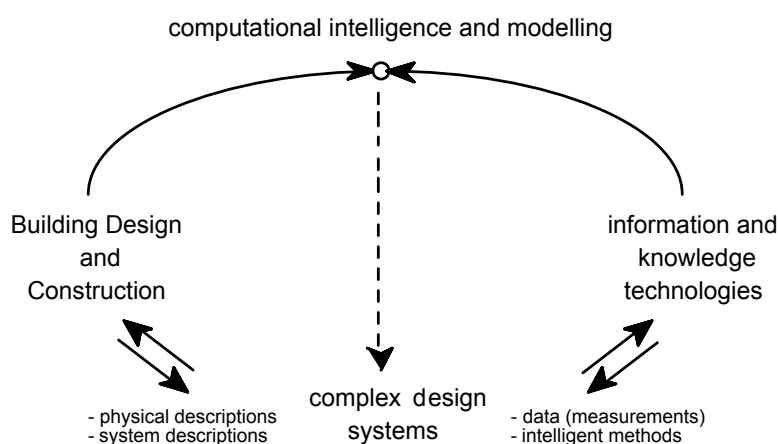 computational intelligence and modelling
Building Design
and
Construction
information and
knowledge
technologies
- physical descriptions
- system descriptions
complex design
systems
- data (measurements)
- intelligent methods